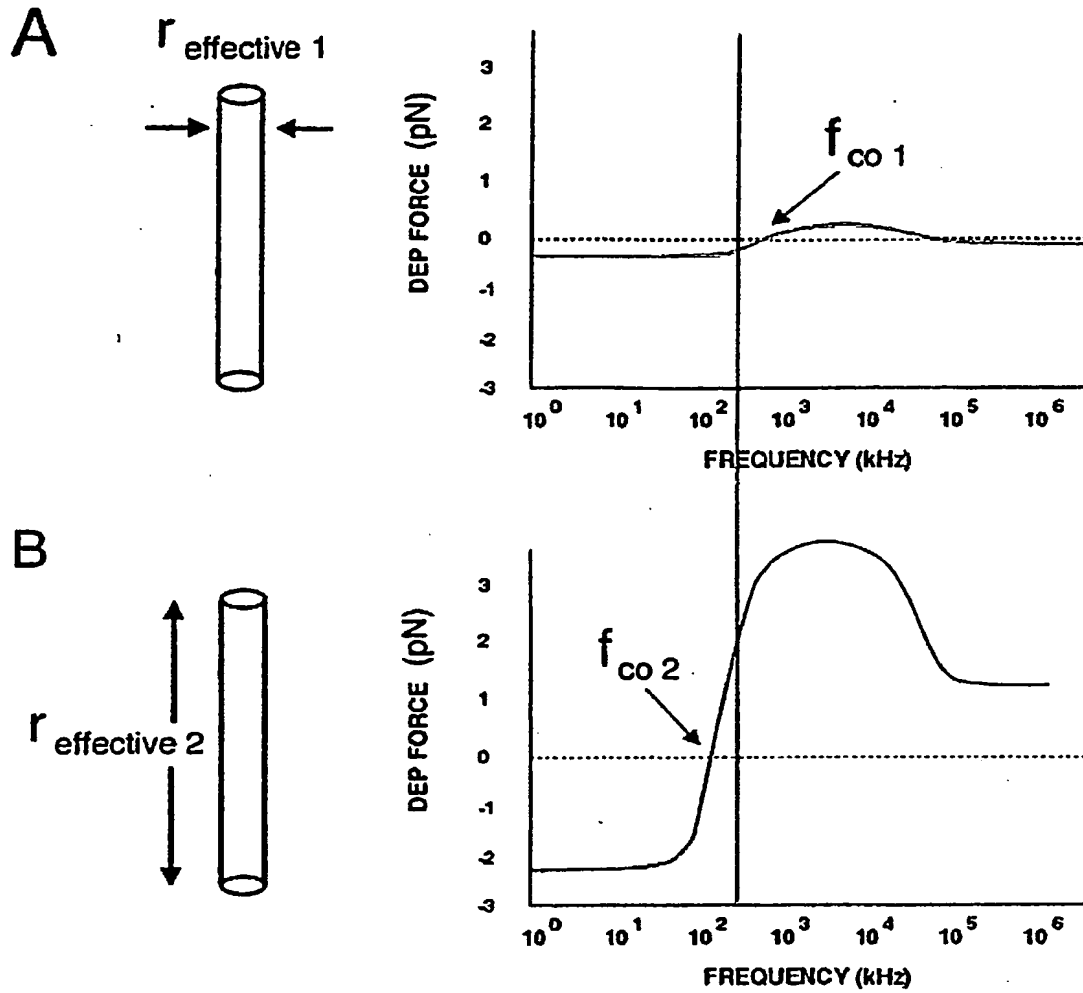 A
r effective 1
DEP FORCE (pN)
3
2
1
0
-1
-2
-3
f co 1
10^0 10^1 10^2 10^3 10^4 10^5 10^6
FREQUENCY (kHz)
B
r effective 2
DEP FORCE (pN)
3
2
1
0
-1
-2
-3
f co 2
10^0 10^1 10^2 10^3 10^4 10^5 10^6
FREQUENCY (kHz)